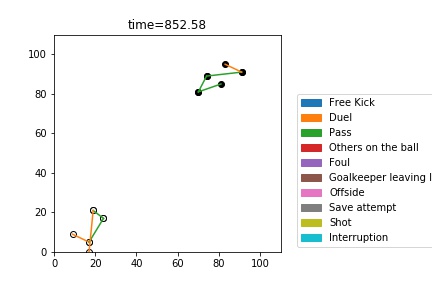 time=852.58
100
80
60
40
20
0
0 20 40 60 80 100
Free Kick
Duel
Pass
Others on the ball
Foul
Goalkeeper leaving l
Offside
Save attempt
Shot
Interruption